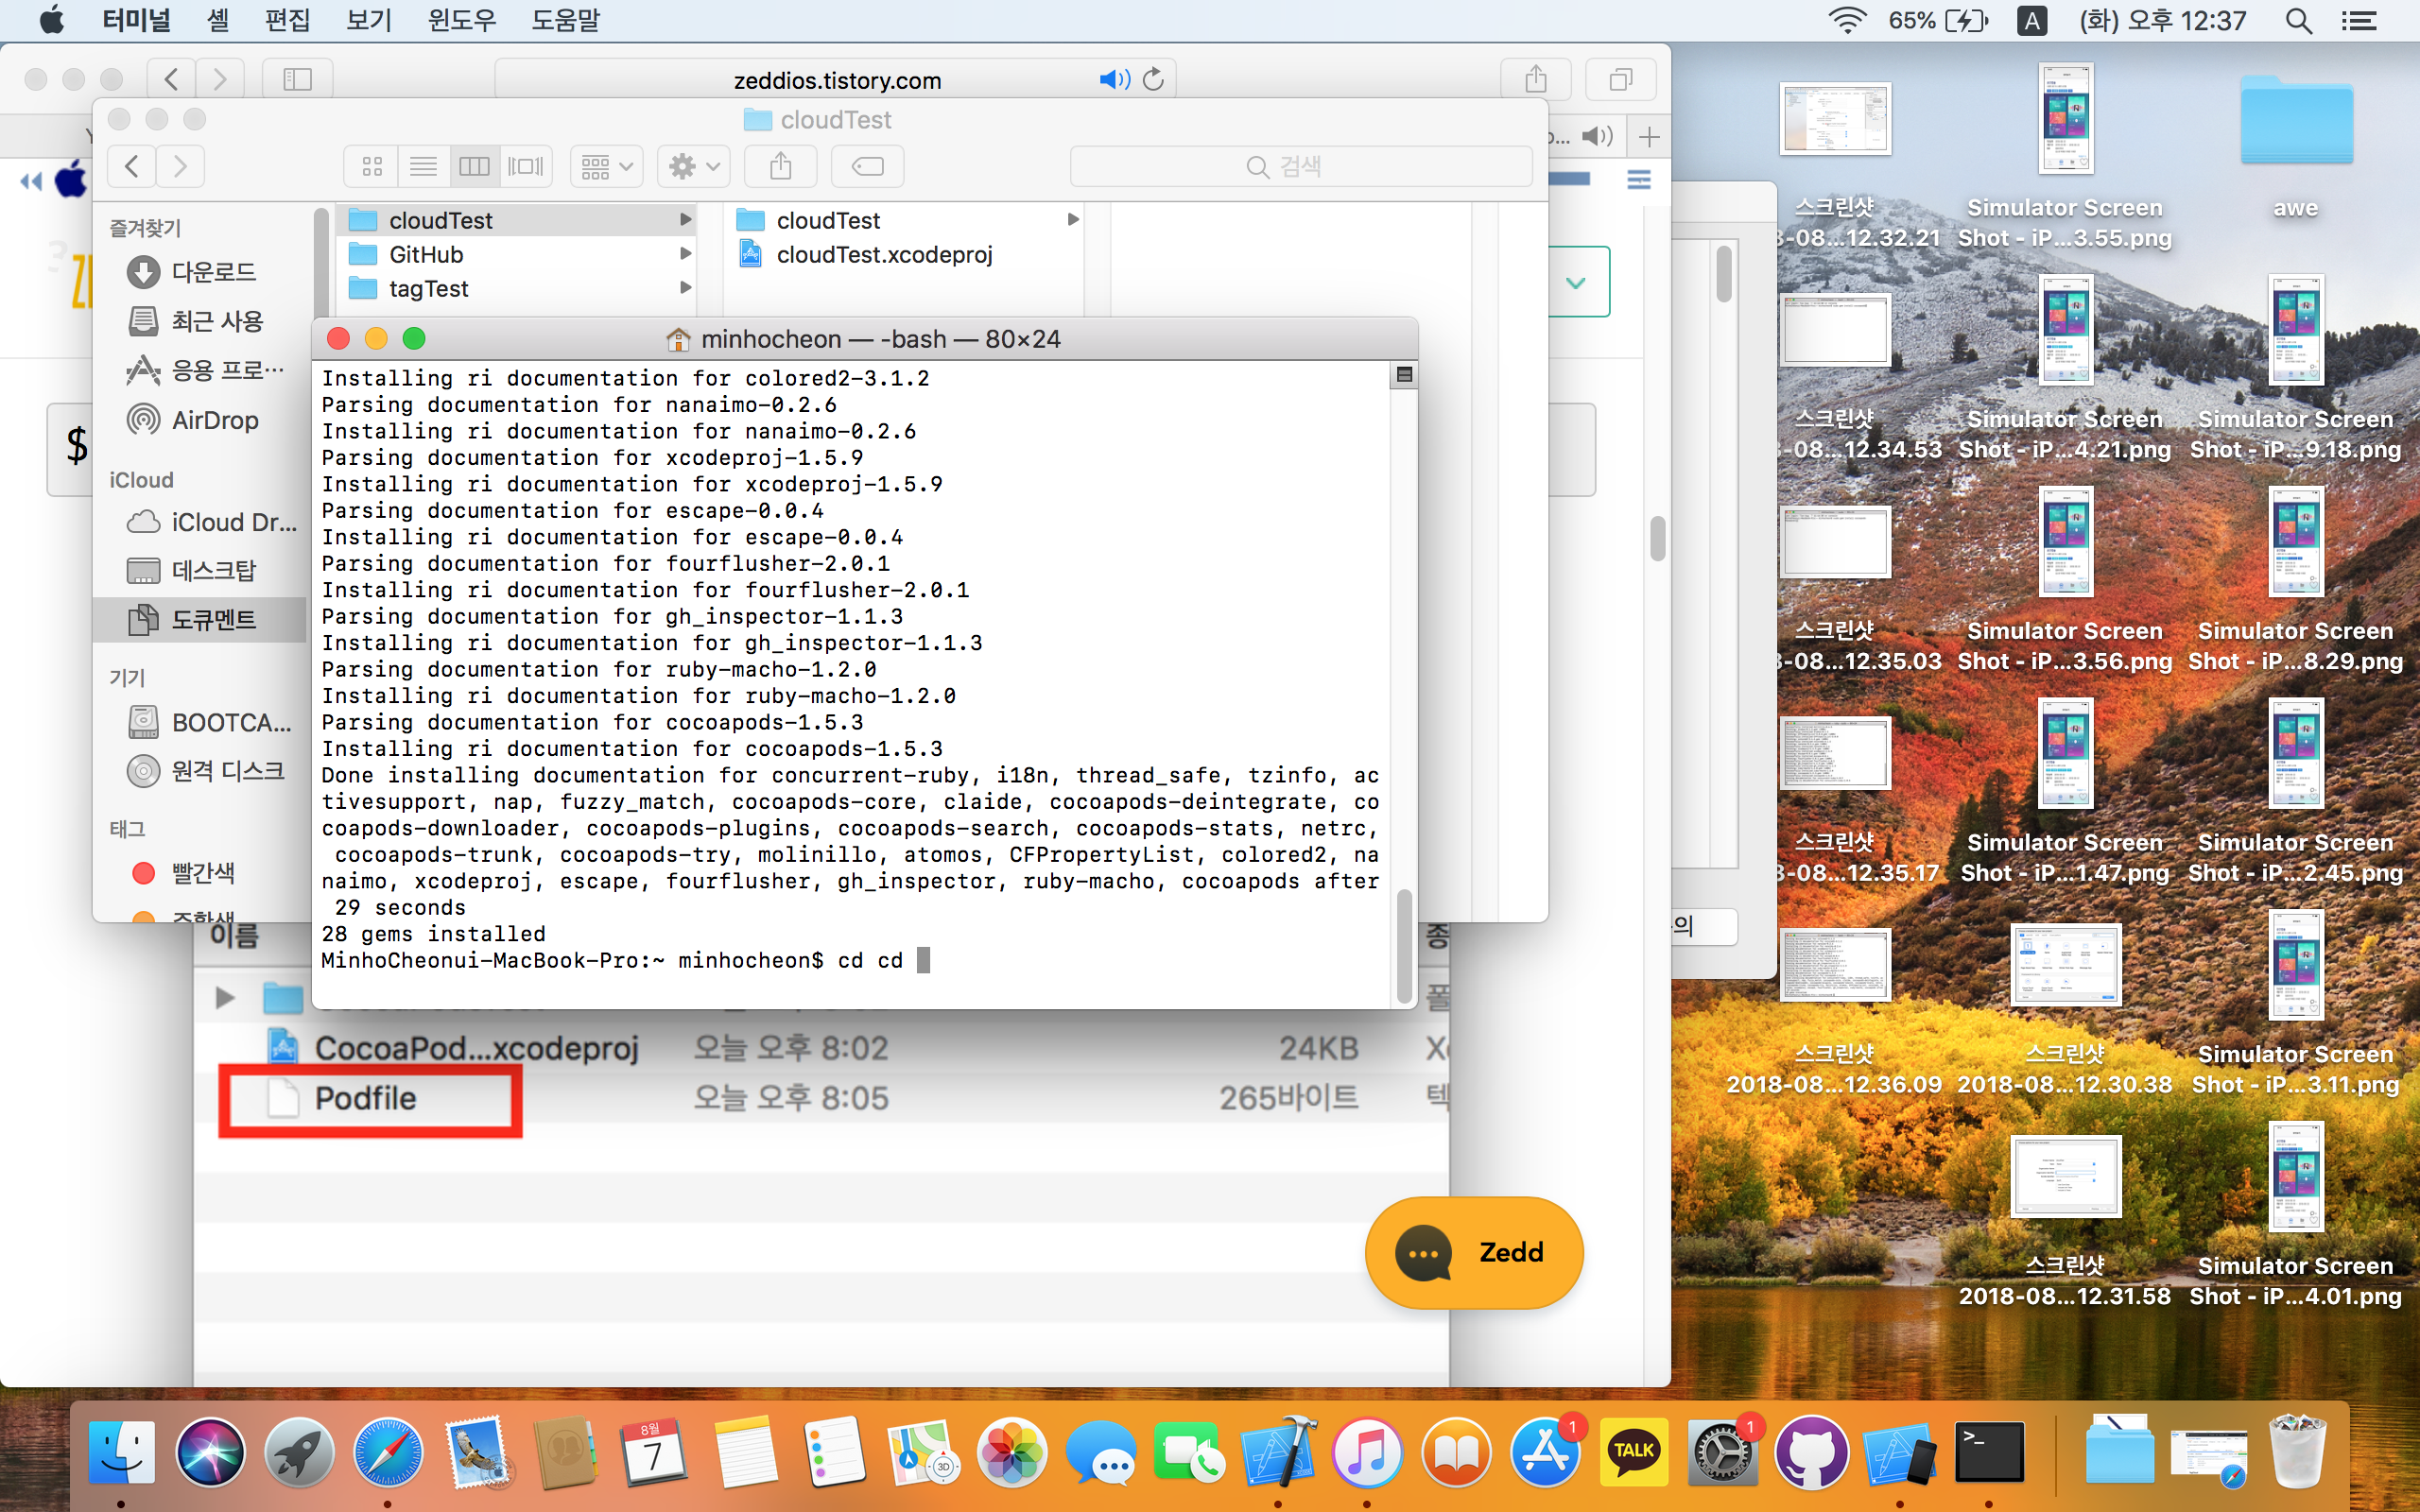 터미널 셸 편집 보기 윈도우 도움말
65% A (화) 오후 12:37
zeddios.tistory.com
cloudTest
검색
즐겨찾기
다운로드
최근 사용
응용 프로…
AirDrop
iCloud
iCloud Dr...
데스크탑
도큐멘트
기기
BOOTCA...
원격 디스크
태그
빨간색
주황색
cloudTest
GitHub
tagTest
cloudTest
cloudTest.xcodeproj
$
minhocheon — -bash — 80×24
Installing ri documentation for colored2-3.1.2
Parsing documentation for nanaimo-0.2.6
Installing ri documentation for nanaimo-0.2.6
Parsing documentation for xcodeproj-1.5.9
Installing ri documentation for xcodeproj-1.5.9
Parsing documentation for escape-0.0.4
Installing ri documentation for escape-0.0.4
Parsing documentation for fourflusher-2.0.1
Installing ri documentation for fourflusher-2.0.1
Parsing documentation for gh_inspector-1.1.3
Installing ri documentation for gh_inspector-1.1.3
Parsing documentation for ruby-macho-1.2.0
Installing ri documentation for ruby-macho-1.2.0
Parsing documentation for cocoapods-1.5.3
Installing ri documentation for cocoapods-1.5.3
Done installing documentation for concurrent-ruby, i18n, thread_safe, tzinfo, ac
tivesupport, nap, fuzzy_match, cocoapods-core, claide, cocoapods-deintegrate, co
coapods-downloader, cocoapods-plugins, cocoapods-search, cocoapods-stats, netrc,
cocoapods-trunk, cocoapods-try, molinillo, atomos, CFPropertyList, colored2, na
naimo, xcodeproj, escape, fourflusher, gh_inspector, ruby-macho, cocoapods after
29 seconds
28 gems installed
MinhoCheonui-MacBook-Pro:~ minhocheon$ cd cd
이름 종
폴
CocoaPod...xcodeproj 오늘 오후 8:02 24KB
Podfile 오늘 오후 8:05 265바이트 텍
의
Zedd
스크린샷
8-08...12.32.21
Simulator Screen
Shot - iP...3.55.png
awe
스크린샷
8-08...12.34.53
Simulator Screen
Shot - iP...4.21.png
Simulator Screen
Shot - iP...9.18.png
스크린샷
8-08...12.35.03
Simulator Screen
Shot - iP...3.56.png
Simulator Screen
Shot - iP...8.29.png
스크린샷
8-08...12.35.17
Simulator Screen
Shot - iP...1.47.png
Simulator Screen
Shot - iP...2.45.png
스크린샷
2018-08...12.36.09
스크린샷
2018-08...12.30.38
Simulator Screen
Shot - iP...3.11.png
스크린샷
2018-08...12.31.58
Simulator Screen
Shot - iP...4.01.png
8월
7
3D
1
TALK
1
>_